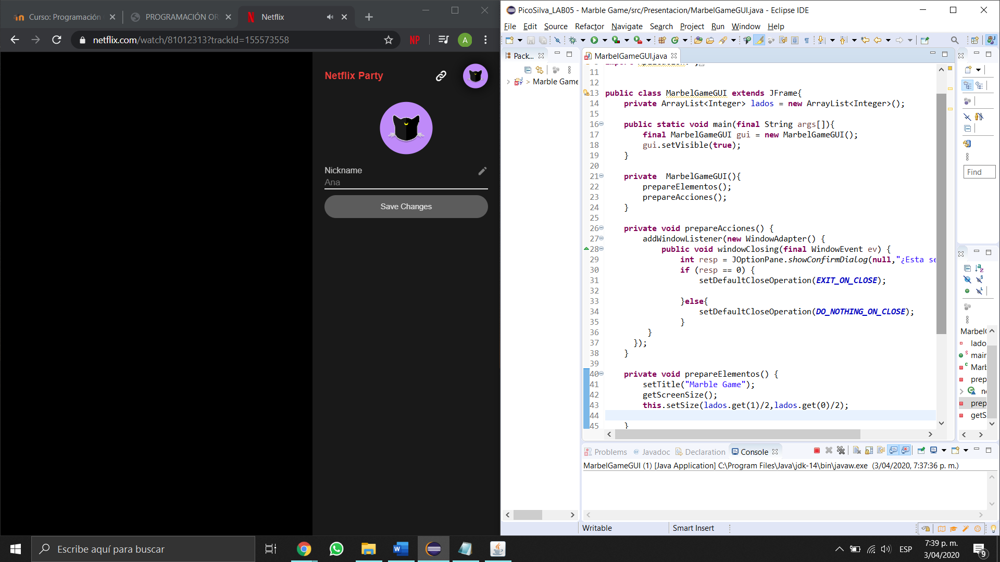 Curso: Programación
PROGRAMACIÓN OR
Netflix
netflix.com/watch/81012313?trackId=155573558
NP
A
Netflix Party
Nickname
Ana
Save Changes
PicoSilva_LAB05 - Marble Game/src/Presentacion/MarbelGameGUI.java - Eclipse IDE
File Edit Source Refactor Navigate Search Project Run Window Help
Pack...
MarbelGameGUI.java
> Marble Game
11
12
13 public class MarbelGameGUI extends JFrame{
14 private ArrayList<Integer> lados = new ArrayList<Integer>();
15
16 public static void main(final String args[]){
17 final MarbelGameGUI gui = new MarbelGameGUI();
18 gui.setVisible(true);
19 }
20
21 private  MarbelGameGUI(){
22 prepareElementos();
23 prepareAcciones();
24 }
25
26 private void prepareAcciones() {
27 addWindowListener(new WindowAdapter() {
28 public void windowClosing(final WindowEvent ev) {
29 int resp = JOptionPane.showConfirmDialog(null,"¿Esta se
30 if (resp == 0) {
31 setDefaultCloseOperation(EXIT_ON_CLOSE);
32
33 }else{
34 setDefaultCloseOperation(DO_NOTHING_ON_CLOSE);
35 }
36 }
37 });
38 }
39
40 private void prepareElementos() {
41 setTitle("Marble Game");
42 getScreenSize();
43 this.setSize(lados.get(1)/2,lados.get(0)/2);
44
45 }
Find
Marbel
lado
main
Marb
prep
ne
prep
getS
Problems @ Javadoc Declaration Console
MarbelGameGUI (1) [Java Application] C:\Program Files\Java\jdk-14\bin\javaw.exe (3/04/2020, 7:37:36 p. m.)
Writable
Smart Insert
Escribe aquí para buscar
ESP
7:39 p. m.
3/04/2020
9